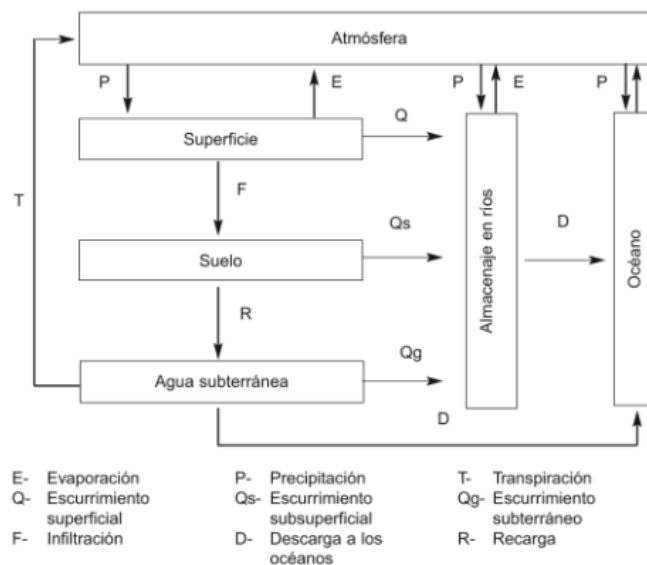 Atmósfera
P
E
P
E
P
Superficie
Q
F
T
Qs
Suelo
Almacenaje en ríos
D
Océano
R
Qg
Agua subterránea
D
E- Evaporación
Q- Escurrimiento
superficial
F- Infiltración
P- Precipitación
Qs- Escurrimiento
subsuperficial
D- Descarga a los
océanos
T- Transpiración
Qg- Escurrimiento
subterráneo
R- Recarga